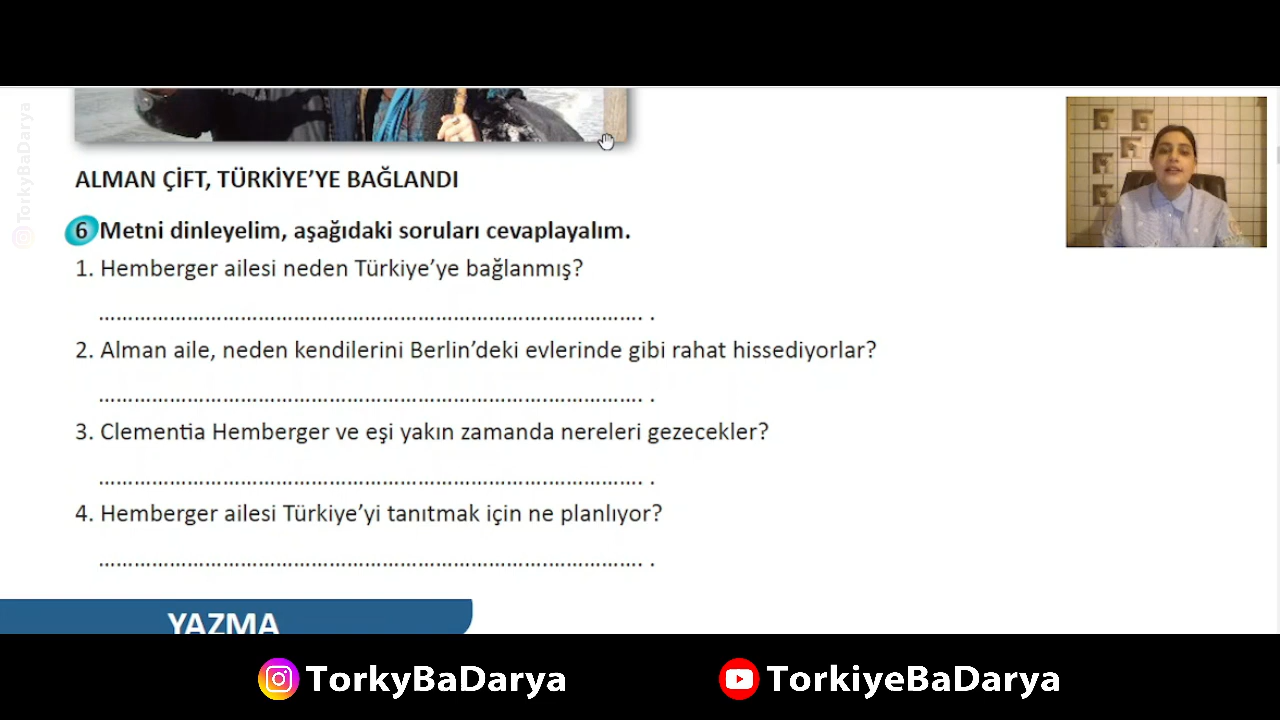 TorkyBaDarya
ALMAN ÇİFT, TÜRKİYE’YE BAĞLANDI
6 Metni dinleyelim, aşağıdaki soruları cevaplayalım.
1. Hemberger ailesi neden Türkiye’ye bağlanmış?
……………………………………………………………………………… .
2. Alman aile, neden kendilerini Berlin’deki evlerinde gibi rahat hissediyorlar?
……………………………………………………………………………… .
3. Clementia Hemberger ve eşi yakın zamanda nereleri gezecekler?
……………………………………………………………………………… .
4. Hemberger ailesi Türkiye’yi tanıtmak için ne planlıyor?
……………………………………………………………………………… .
YAZMA
TorkyBaDarya TorkiyeBaDarya